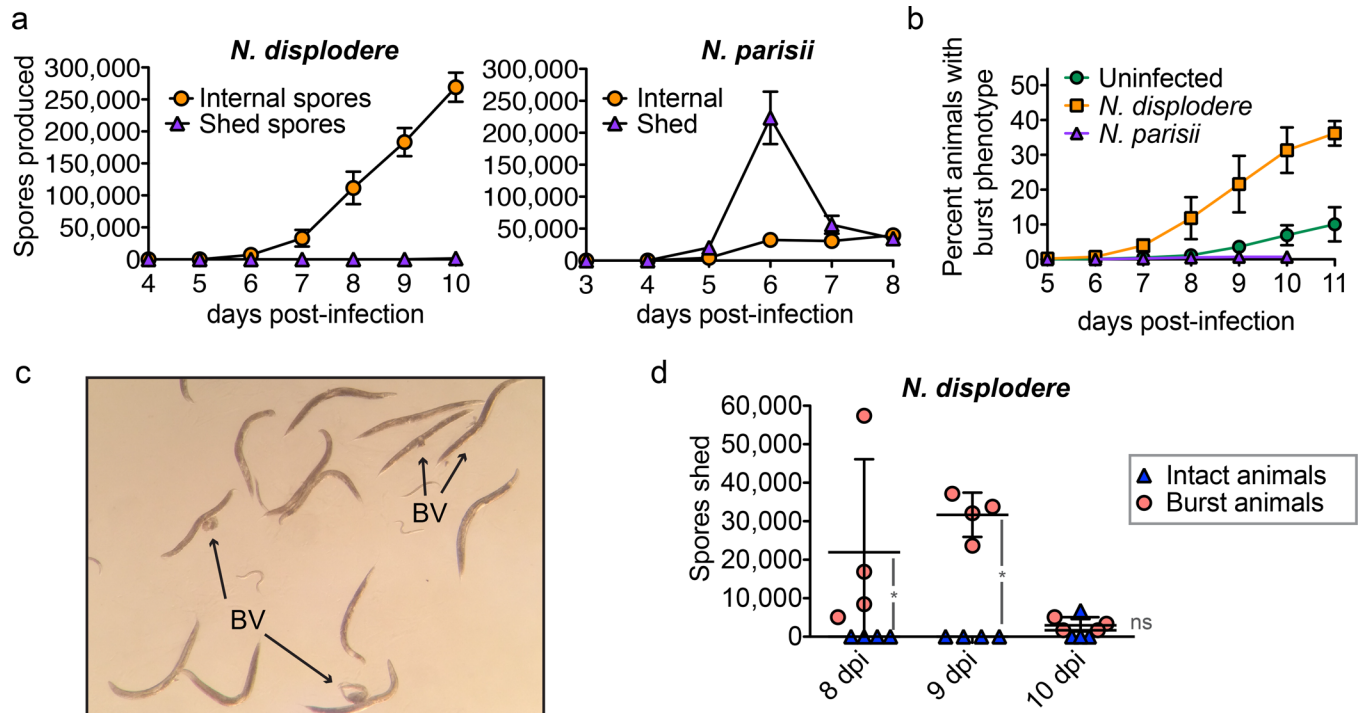 a
N. displodere
Spores produced
300,000
250,000
200,000
150,000
100,000
50,000
0
Internal spores
Shed spores
4 5 6 7 8 9 10
days post-infection
N. parisii
300,000
250,000
200,000
150,000
100,000
50,000
0
Internal
Shed
3 4 5 6 7 8
days post-infection
b
Percent animals with
burst phenotype
50
40
30
20
10
0
Uninfected
N. displodere
N. parisii
5 6 7 8 9 10 11
days post-infection
c
BV
BV
d
N. displodere
Spores shed
60,000
50,000
40,000
30,000
20,000
10,000
0
*
*
ns
8 dpi 9 dpi 10 dpi
Intact animals
Burst animals